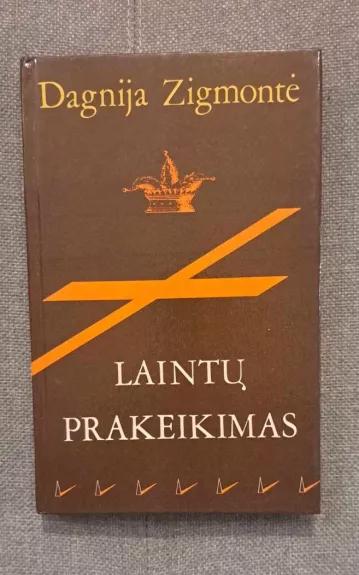 Dagnija Zigmontė
LAINTŲ
PRAKEIKIMAS